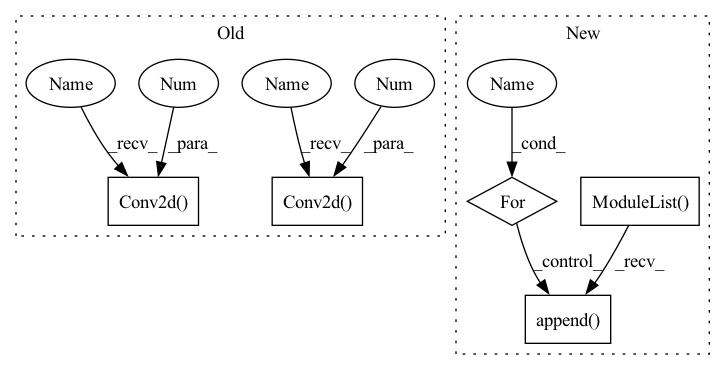 Old
New
Name
Num
Name
Num
Name
_recv_
_para_
_recv_
_para_
_cond_
Conv2d()
Conv2d()
For
ModuleList()
_control_
_recv_
append()